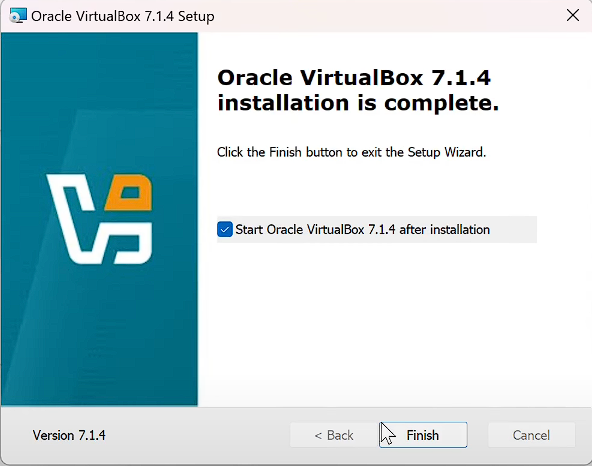 Oracle VirtualBox 7.1.4 Setup
Oracle VirtualBox 7.1.4
installation is complete.
Click the Finish button to exit the Setup Wizard.
Start Oracle VirtualBox 7.1.4 after installation
Version 7.1.4
< Back
Finish
Cancel